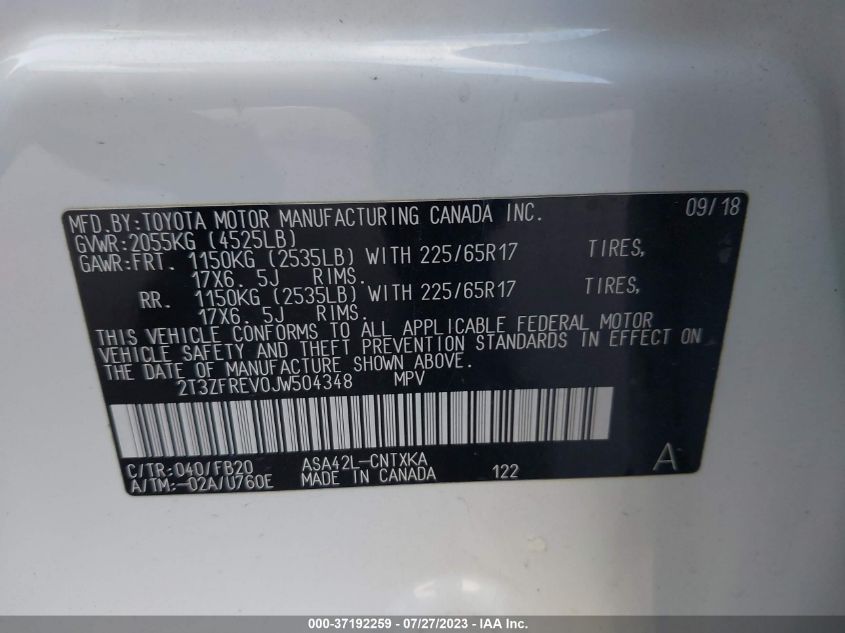 MFD.BY:TOYOTA MOTOR MANUFACTURING CANADA INC. 09/18
GVWR:2055KG (4525LB)
GAWR:FRT. 1150KG (2535LB) WITH 225/65R17 TIRES,
17X6. 5J RIMS.
RR. 1150KG (2535LB) WITH 225/65R17 TIRES,
17X6. 5J RIMS.
THIS VEHICLE CONFORMS TO ALL APPLICABLE FEDERAL MOTOR
VEHICLE SAFETY AND THEFT PREVENTION STANDARDS IN EFFECT ON
THE DATE OF MANUFACTURE SHOWN ABOVE.
2T3ZFREV0JW504348 MPV
C/TR:040/FB20 ASA42L-CNTXKA
A/TM:-02A/U760E MADE IN CANADA 122 A
000-37192259 - 07/27/2023 - IAA Inc.